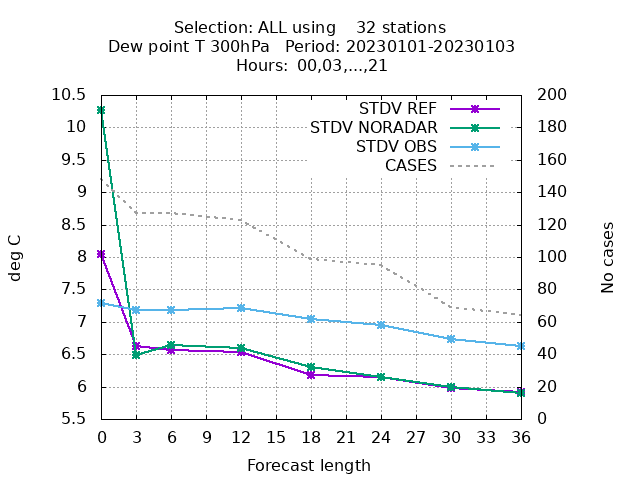 Selection: ALL using    32 stations
Dew point T 300hPa   Period: 20230101-20230103
Hours: 00,03,...,21
deg C
10.5
10
9.5
9
8.5
8
7.5
7
6.5
6
5.5
STDV REF
STDV NORADAR
STDV OBS
CASES
200
180
160
140
120
100
80
60
40
20
0
No cases
0 3 6 9 12 15 18 21 24 27 30 33 36
Forecast length